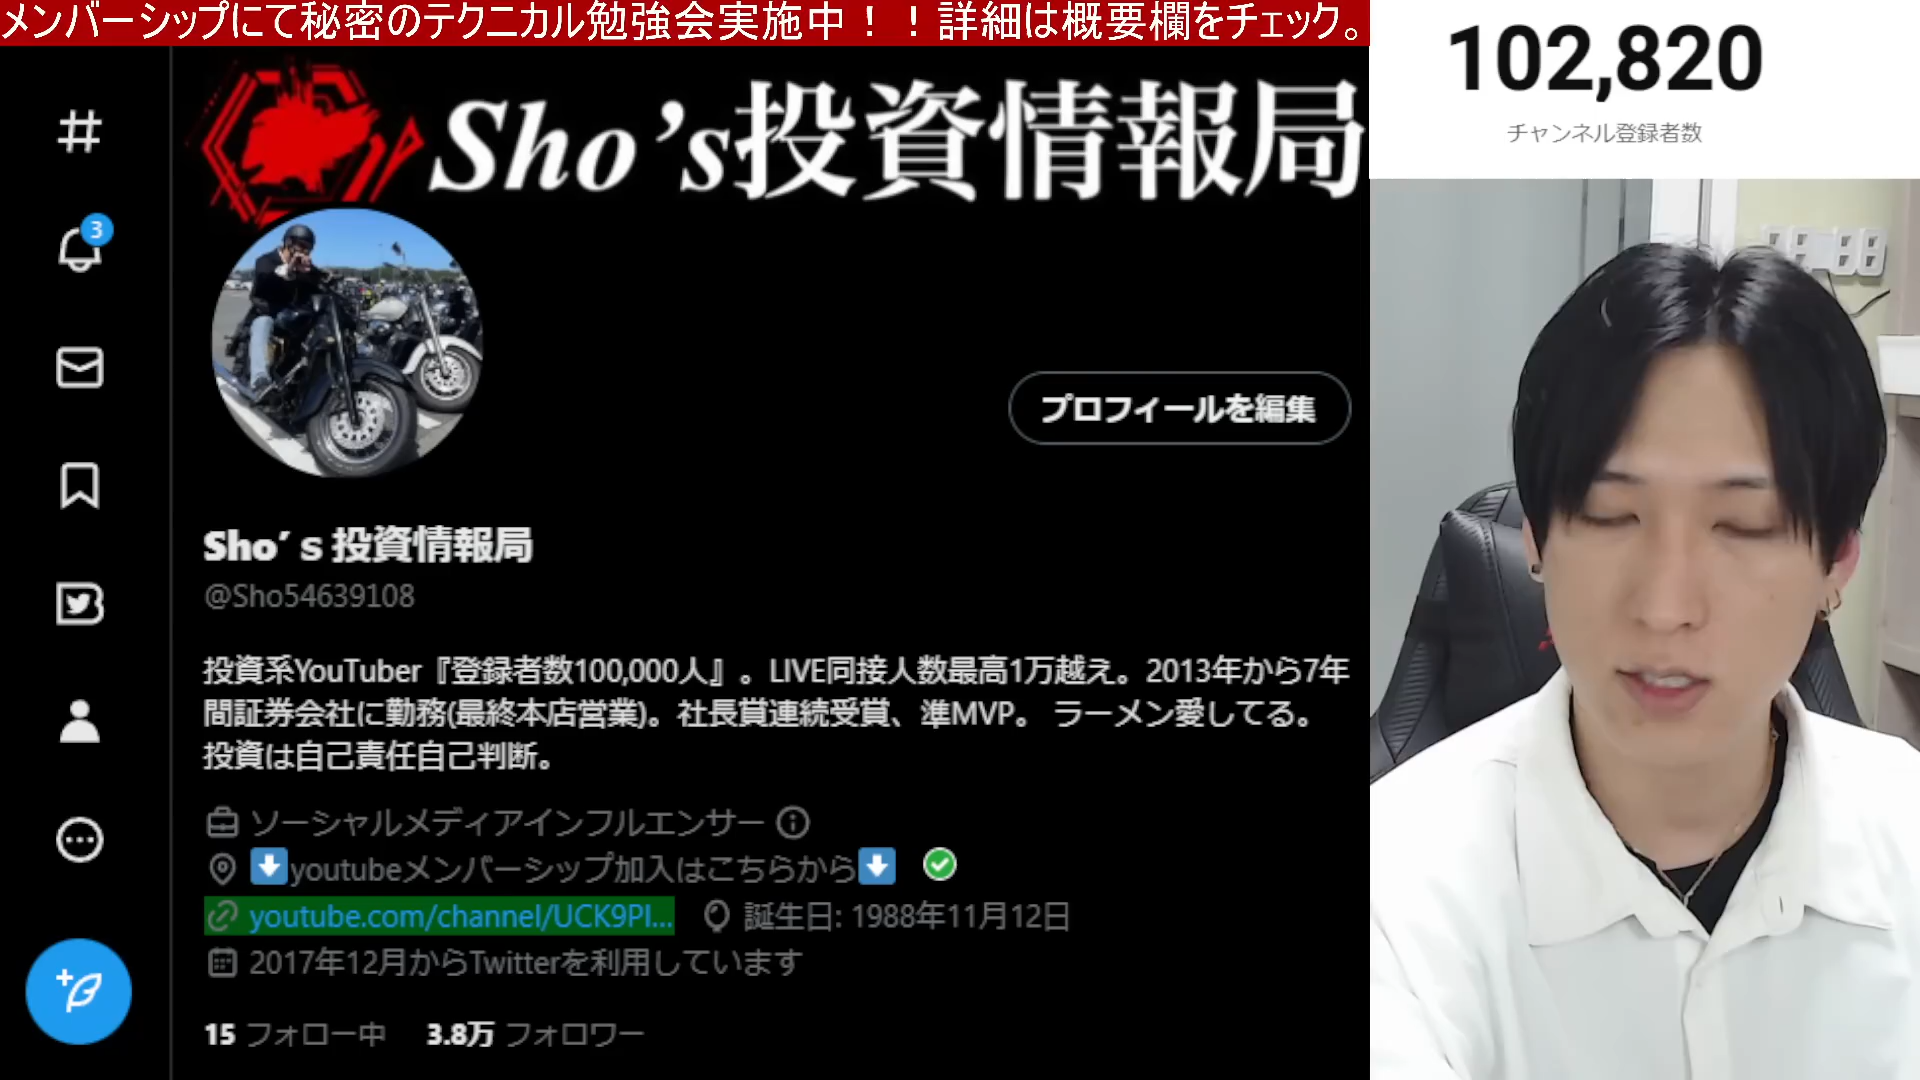 メンバーシップにて秘密のテクニカル勉強会実施中！！詳細は概要欄をチェック。
102,820
チャンネル登録者数
Sho’s投資情報局
3
プロフィールを編集
Sho′ｓ投資情報局
@Sho54639108
投資系YouTuber『登録者数100,000人』。LIVE同接人数最高1万越え。2013年から7年
間証券会社に勤務(最終本店営業)。社長賞連続受賞、準MVP。 ラーメン愛してる。
投資は自己責任自己判断。
ソーシャルメディアインフルエンサー
⬇youtubeメンバーシップ加入はこちらから⬇ ✅
youtube.com/channel/UCK9Pl... 誕生日: 1988年11月12日
2017年12月からTwitterを利用しています
15 フォロー中 3.8万 フォロワー